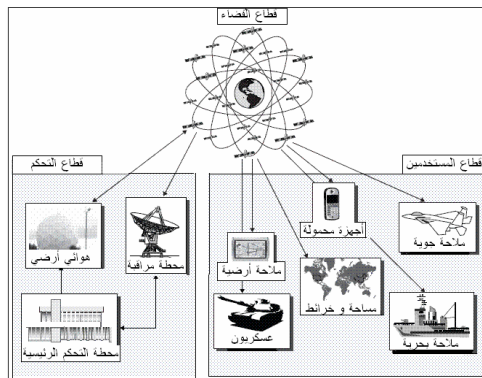 قطاع الفضاء
قطاع التحكم
قطاع المستخدمين
هوائي أرضي
محطة مراقبة
محطة التحكم الرئيسية
أجهزة محمولة
ملاحة جوية
ملاحة أرضية
مساحة و خرائط
عسكريون
ملاحة بحرية